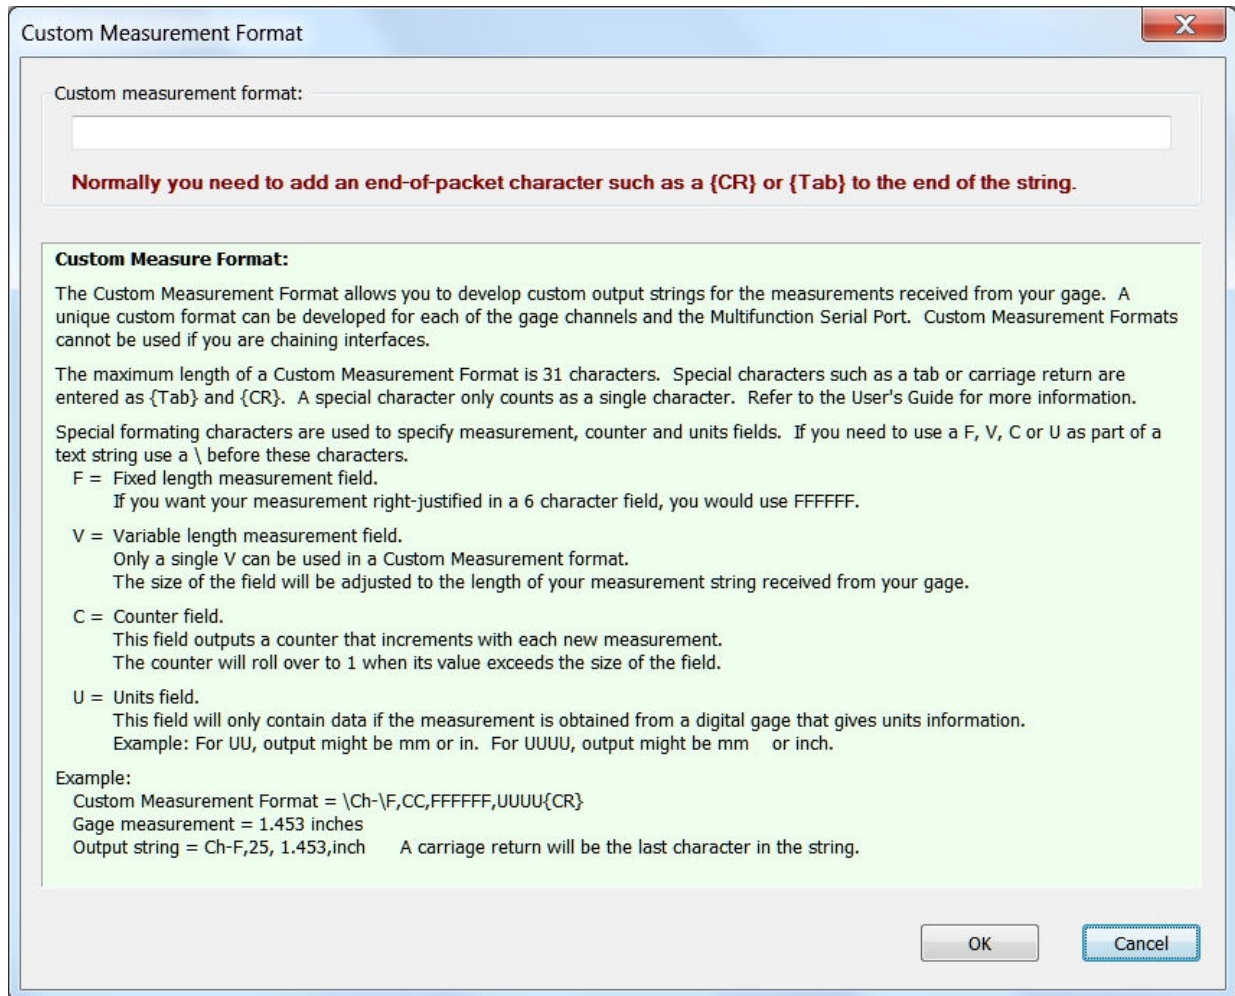 Custom Measurement Format
X
Custom measurement format:
Normally you need to add an end-of-packet character such as a {CR} or {Tab} to the end of the string.
Custom Measure Format:
The Custom Measurement Format allows you to develop custom output strings for the measurements received from your gage.  A
unique custom format can be developed for each of the gage channels and the Multifunction Serial Port.  Custom Measurement Formats
cannot be used if you are chaining interfaces.
The maximum length of a Custom Measurement Format is 31 characters.  Special characters such as a tab or carriage return are
entered as {Tab} and {CR}.  A special character only counts as a single character.  Refer to the User's Guide for more information.
Special formating characters are used to specify measurement, counter and units fields.  If you need to use a F, V, C or U as part of a
text string use a \ before these characters.
F =  Fixed length measurement field.
If you want your measurement right-justified in a 6 character field, you would use FFFFFF.
V =  Variable length measurement field.
Only a single V can be used in a Custom Measurement format.
The size of the field will be adjusted to the length of your measurement string received from your gage.
C =  Counter field.
This field outputs a counter that increments with each new measurement.
The counter will roll over to 1 when its value exceeds the size of the field.
U =  Units field.
This field will only contain data if the measurement is obtained from a digital gage that gives units information.
Example: For UU, output might be mm or in.  For UUUU, output might be mm    or inch.
Example:
Custom Measurement Format = \Ch-\F,CC,FFFFFF,UUUU{CR}
Gage measurement = 1.453 inches
Output string = Ch-F,25, 1.453,inch      A carriage return will be the last character in the string.
OK
Cancel